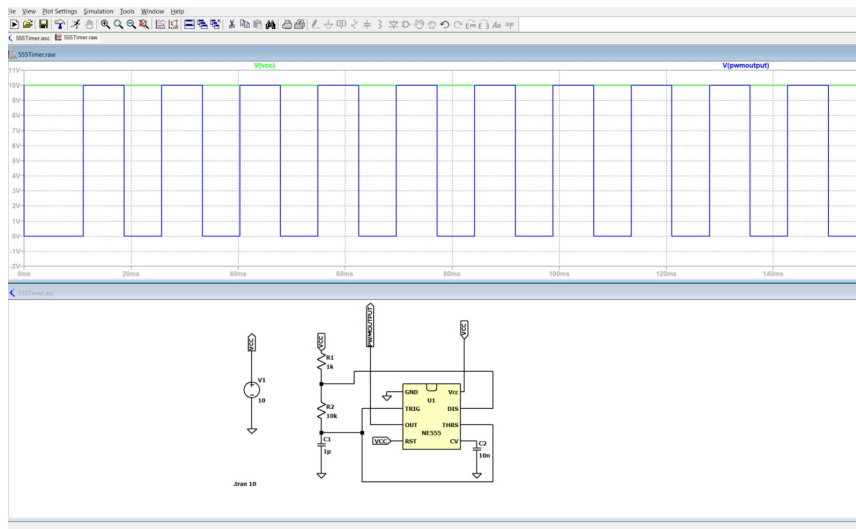 ile View Plot Settings Simulation Tools Window Help
555Timer.asc 555Timer.raw
555Timer.raw
V(vcc) V(pwmoutput)
11V
10V
9V
8V
7V
6V
5V
4V
3V
2V
1V
0V
-1V
-2V
0ms 20ms 40ms 60ms 80ms 100ms 120ms 140ms
555Timer.asc
PWMOUTPUT
VCC VCC VCC
R1
1k
V1
10
GND Vcc
U1
R2
10k
TRIG DIS
OUT THRS
NE555
VCC RST CV
C1
1µ
C2
10n
.tran 10